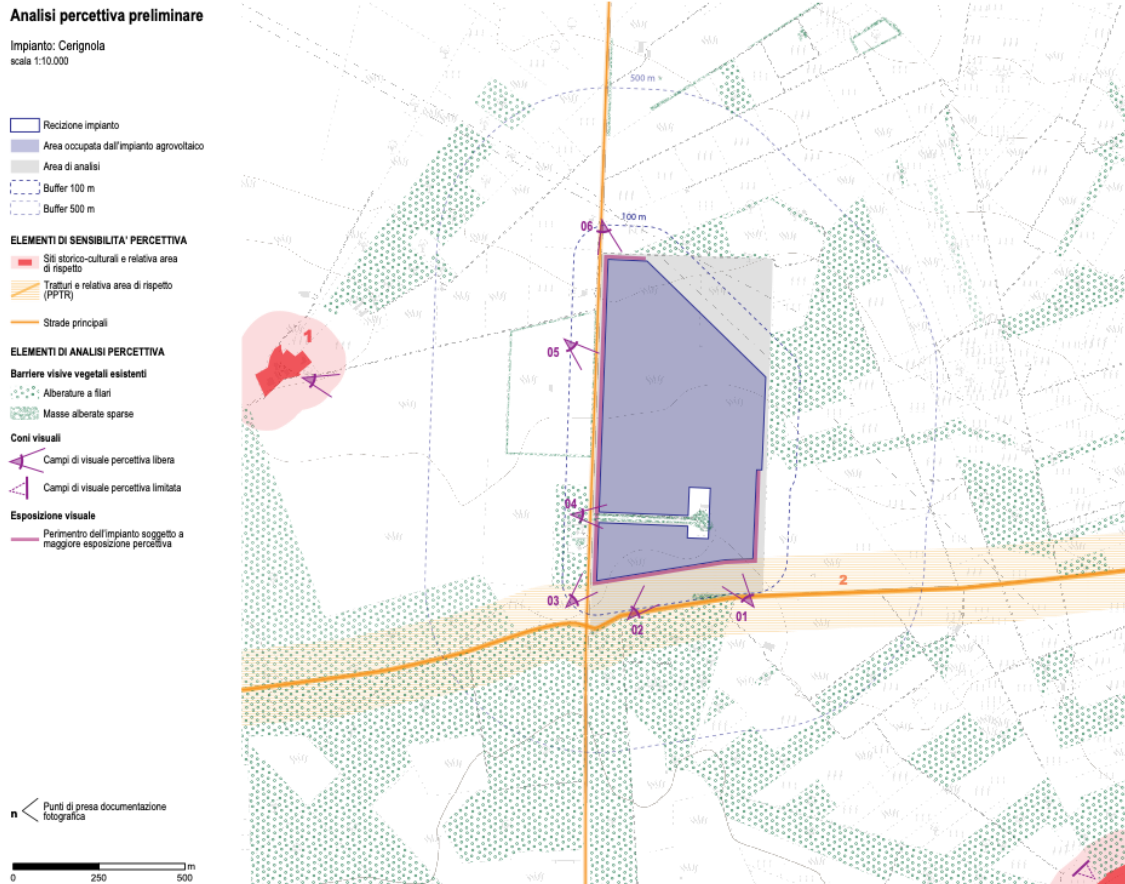 Analisi percettiva preliminare
Impianto: Cerignola
scala 1:10.000
Recizione impianto
Area occupata dall'impianto agrovoltaico
Area di analisi
Buffer 100 m
Buffer 500 m
ELEMENTI DI SENSIBILITA' PERCETTIVA
Siti storico-culturali e relativa area
di rispetto
Tratturi e relativa area di rispetto
(PPTR)
Strade principali
ELEMENTI DI ANALISI PERCETTIVA
Barriere visive vegetali esistenti
Alberature a filari
Masse alberate sparse
Coni visuali
Campi di visuale percettiva libera
Campi di visuale percettiva limitata
Esposizione visuale
Perimentro dell'impianto soggetto a
maggiore esposizione percettiva
n
Punti di presa documentazione
fotografica
m
0 250 500
500 m
100 m
06
1
05
04
03
02
01
2